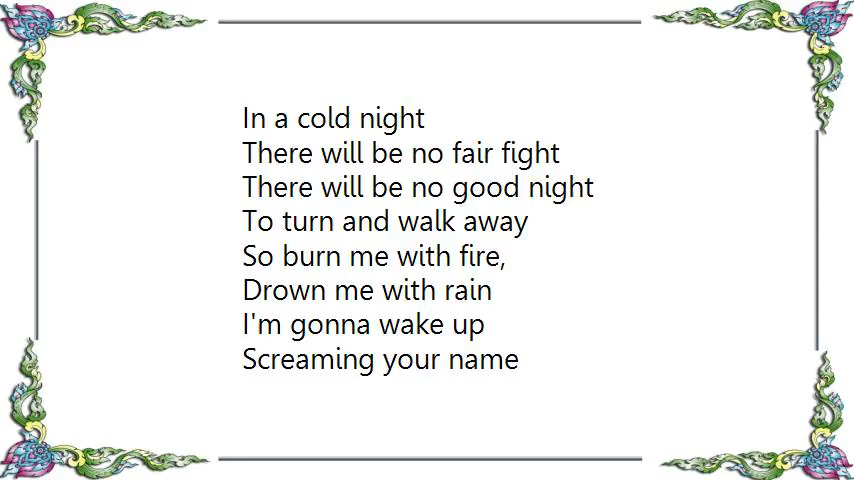 In a cold night
There will be no fair fight
There will be no good night
To turn and walk away
So burn me with fire,
Drown me with rain
I'm gonna wake up
Screaming your name